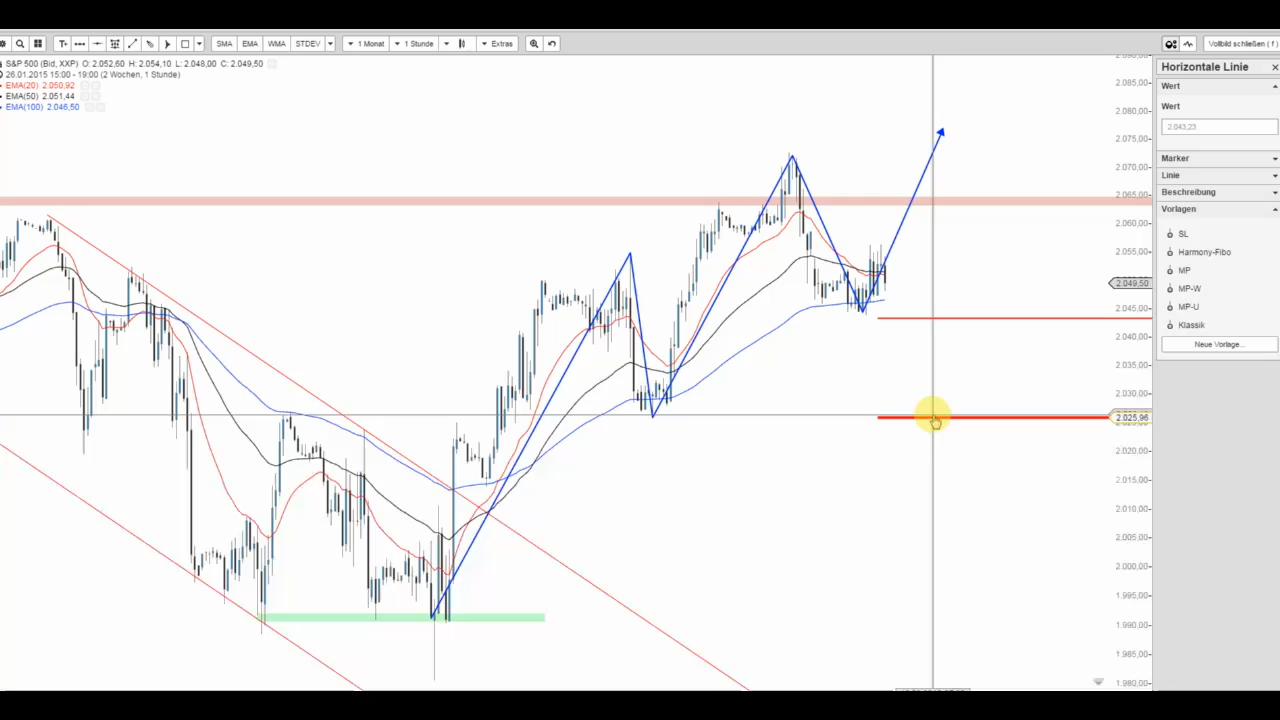 T
SMA EMA WMA STDEV 1 Monat 1 Stunde Extras Vollbild schließen ( f )
S&P 500 (Bid, XXP) O: 2.052,60 H: 2.054,10 L: 2.048,00 C: 2.049,50
26.01.2015 15:00 - 19:00 (2 Wochen, 1 Stunde)
EMA(20) 2.050,92
EMA(50) 2.051,44
EMA(100) 2.046,50
2.085,00
2.080,00
2.075,00
2.070,00
2.065,00
2.060,00
2.055,00
2.049,50
2.045,00
2.040,00
2.035,00
2.030,00
2.025,96
2.020,00
2.015,00
2.010,00
2.005,00
2.000,00
1.995,00
1.990,00
1.985,00
1.980,00
Horizontale Linie
Wert
Wert
2.043,23
Marker
Linie
Beschreibung
Vorlagen
SL
Harmony-Fibo
MP
MP-W
MP-U
Klassik
Neue Vorlage...